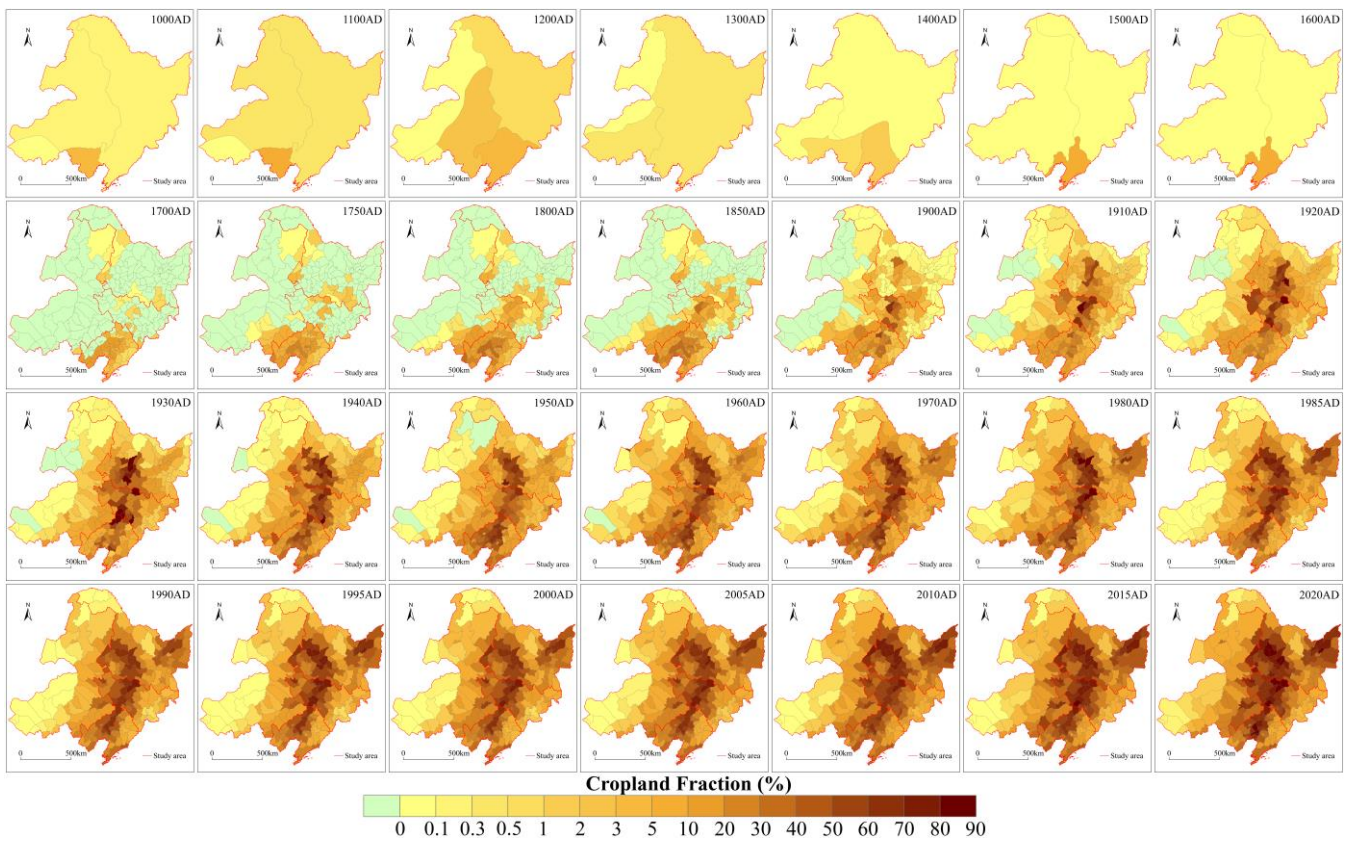 1000AD 1100AD 1200AD 1300AD 1400AD 1500AD 1600AD
N N N N N N N
0 500km Study area 0 500km Study area 0 500km Study area 0 500km Study area 0 500km Study area 0 500km Study area 0 500km Study area
1700AD 1750AD 1800AD 1850AD 1900AD 1910AD 1920AD
N N N N N N N
0 500km Study area 0 500km Study area 0 500km Study area 0 500km Study area 0 500km Study area 0 500km Study area 0 500km Study area
1930AD 1940AD 1950AD 1960AD 1970AD 1980AD 1985AD
N N N N N N N
0 500km Study area 0 500km Study area 0 500km Study area 0 500km Study area 0 500km Study area 0 500km Study area 0 500km Study area
1990AD 1995AD 2000AD 2005AD 2010AD 2015AD 2020AD
N N N N N N N
0 500km Study area 0 500km Study area 0 500km Study area 0 500km Study area 0 500km Study area 0 500km Study area 0 500km Study area
Cropland Fraction (%)
0 0.1 0.3 0.5 1 2 3 5 10 20 30 40 50 60 70 80 90